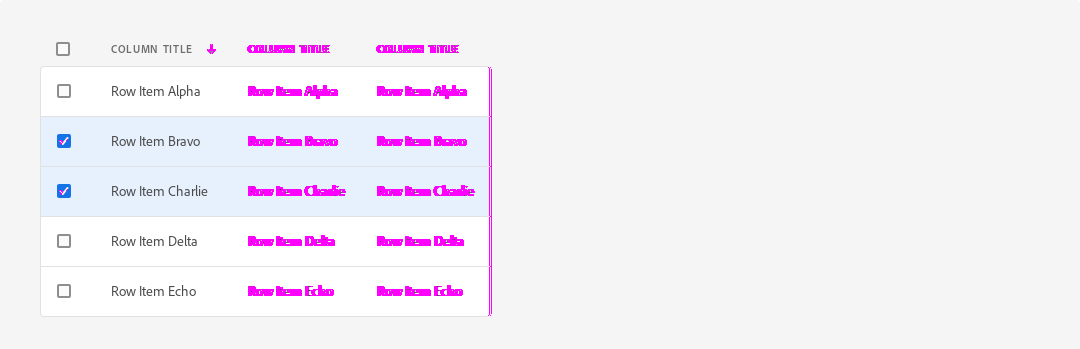 COLUMN TITLE COLUMN TITLE COLUMN TITLE
Row Item Alpha Row Item Alpha Row Item Alpha
Row Item Bravo Row Item Bravo Row Item Bravo
Row Item Charlie Row Item Charlie Row Item Charlie
Row Item Delta Row Item Delta Row Item Delta
Row Item Echo Row Item Echo Row Item Echo